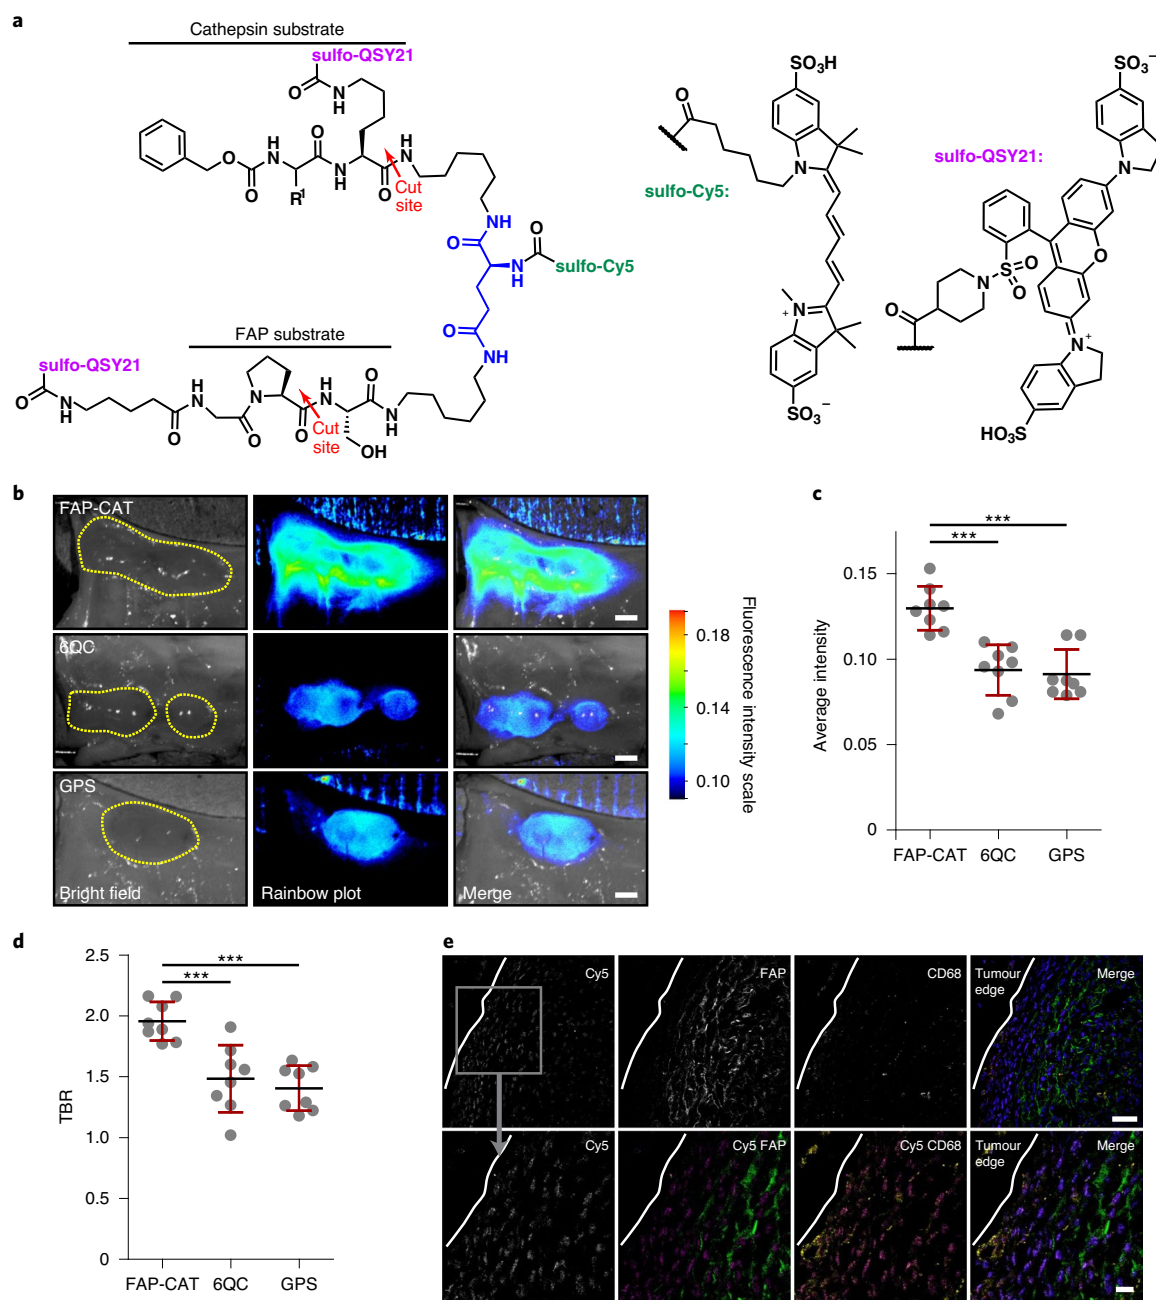 a
Cathepsin substrate
sulfo-QSY21
O
N
H
H
N
O
N
H
H
N
O
O
O
R¹
Cut
site
NH
O
N
H
O
sulfo-Cy5
O
NH
FAP substrate
sulfo-QSY21
O
N
H
O
H
N
O
N
O
H
N
OH
O
N
H
Cut
site
SO₃H
O
N
sulfo-Cy5:
N
+
SO₃⁻
SO₃⁻
sulfo-QSY21:
N
O
O
S
O
N
O
N
+
HO₃S
b
FAP-CAT
6QC
GPS
Bright field
Rainbow plot
Merge
0.18
0.14
0.10
Fluorescence intensity scale
c
***
***
0.15
0.10
0.05
0
Average intensity
FAP-CAT
6QC
GPS
d
***
***
2.5
2.0
1.5
1.0
0.5
0
TBR
FAP-CAT
6QC
GPS
e
Cy5
FAP
CD68
Tumour
edge
Merge
Cy5
Cy5 FAP
Cy5 CD68
Tumour
edge
Merge